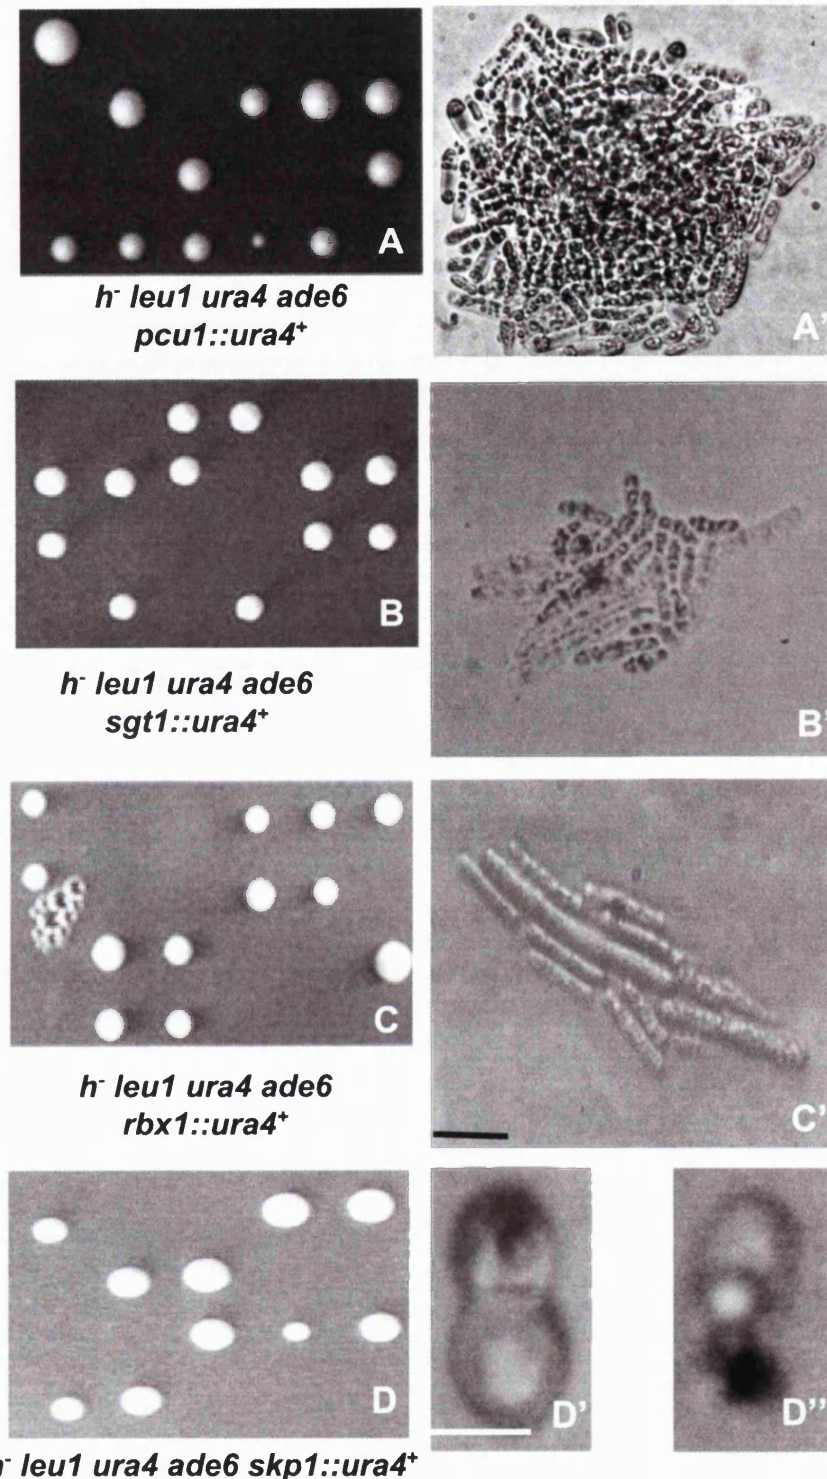 A
A'
h- leu1 ura4 ade6
pcu1::ura4+
B
B'
h- leu1 ura4 ade6
sgt1::ura4+
C
C'
h- leu1 ura4 ade6
rbx1::ura4+
D
D'
D''
h- leu1 ura4 ade6 skp1::ura4+